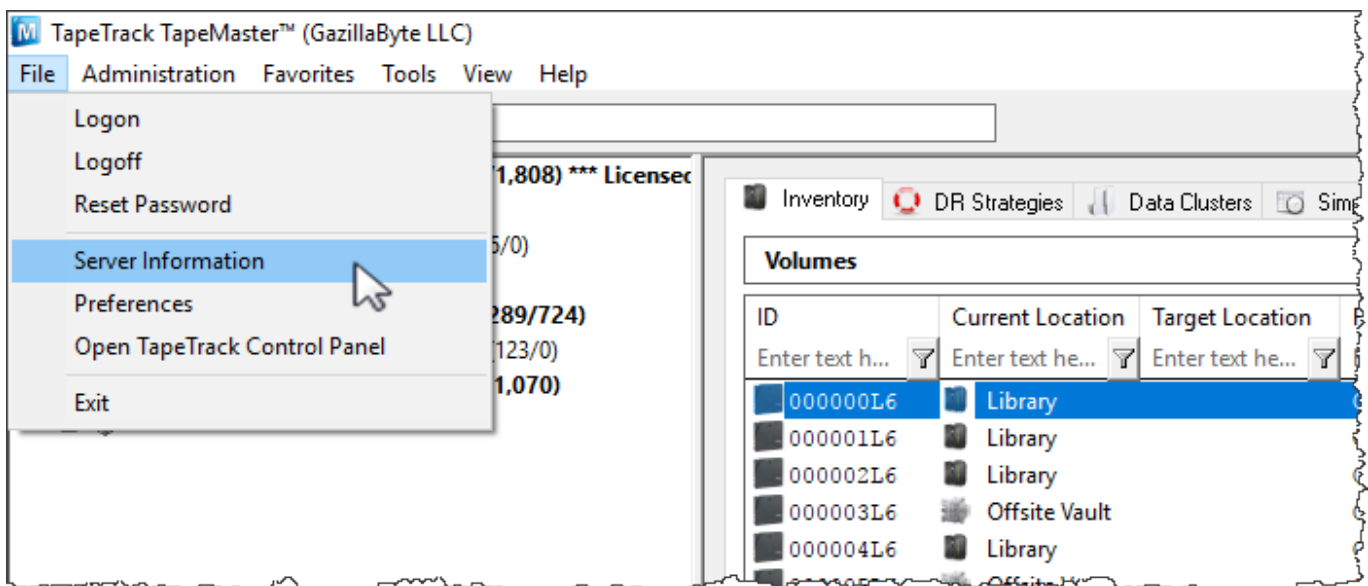 TapeTrack TapeMaster™ (GazillaByte LLC)
File Administration Favorites Tools View Help
Logon
Logoff
Reset Password
Server Information
Preferences
Open TapeTrack Control Panel
Exit
1,808) *** Licensed
/0)
289/724)
123/0)
1,070)
Inventory DR Strategies Data Clusters
Volumes
ID Current Location Target Location
Enter text h... Enter text he... Enter text he...
000000L6 Library
000001L6 Library
000002L6 Library
000003L6 Offsite Vault
000004L6 Library